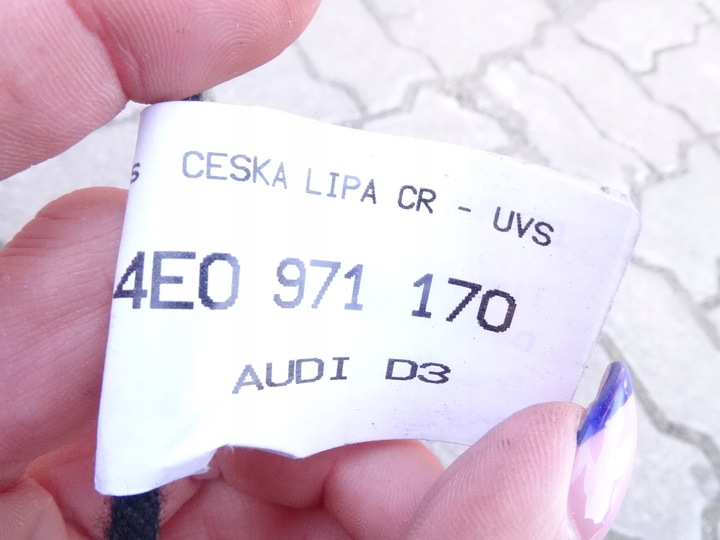 CESKA LIPA CR - UVS
4E0 971 170
AUDI D3